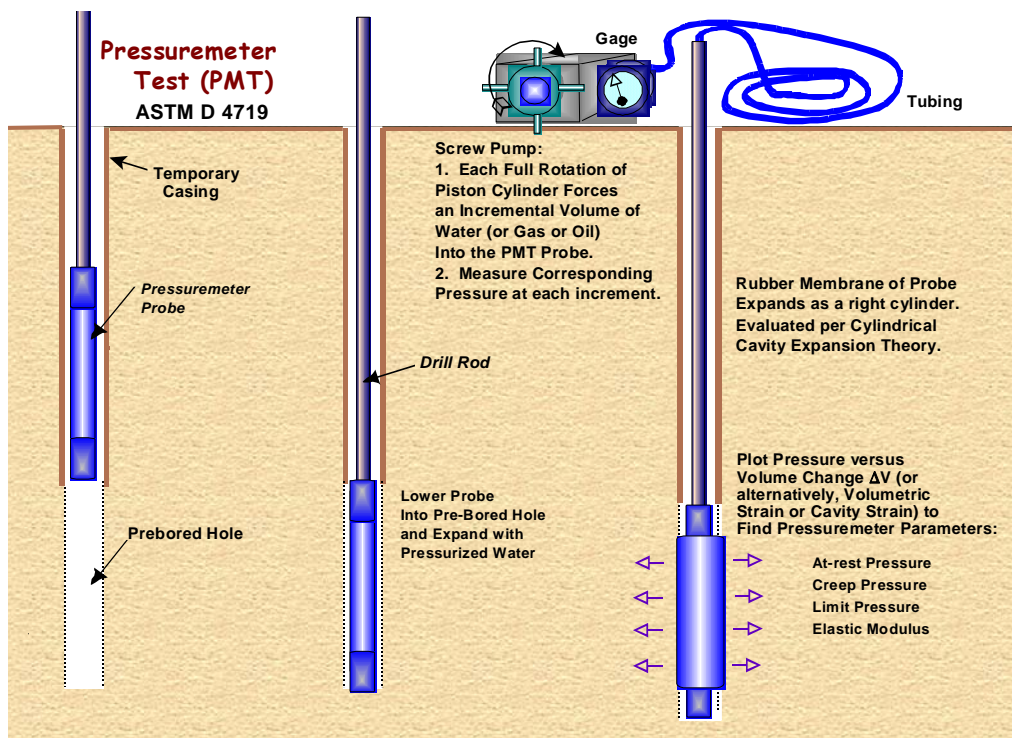 Pressuremeter
Test (PMT)
ASTM D 4719
Gage
Tubing
Temporary
Casing
Screw Pump:
1. Each Full Rotation of
Piston Cylinder Forces
an Incremental Volume of
Water (or Gas or Oil)
Into the PMT Probe.
2. Measure Corresponding
Pressure at each increment.
Pressuremeter
Probe
Rubber Membrane of Probe
Expands as a right cylinder.
Evaluated per Cylindrical
Cavity Expansion Theory.
Drill Rod
Prebored Hole
Lower Probe
Into Pre-Bored Hole
and Expand with
Pressurized Water
Plot Pressure versus
Volume Change ΔV (or
alternatively, Volumetric
Strain or Cavity Strain) to
Find Pressuremeter Parameters:
At-rest Pressure
Creep Pressure
Limit Pressure
Elastic Modulus